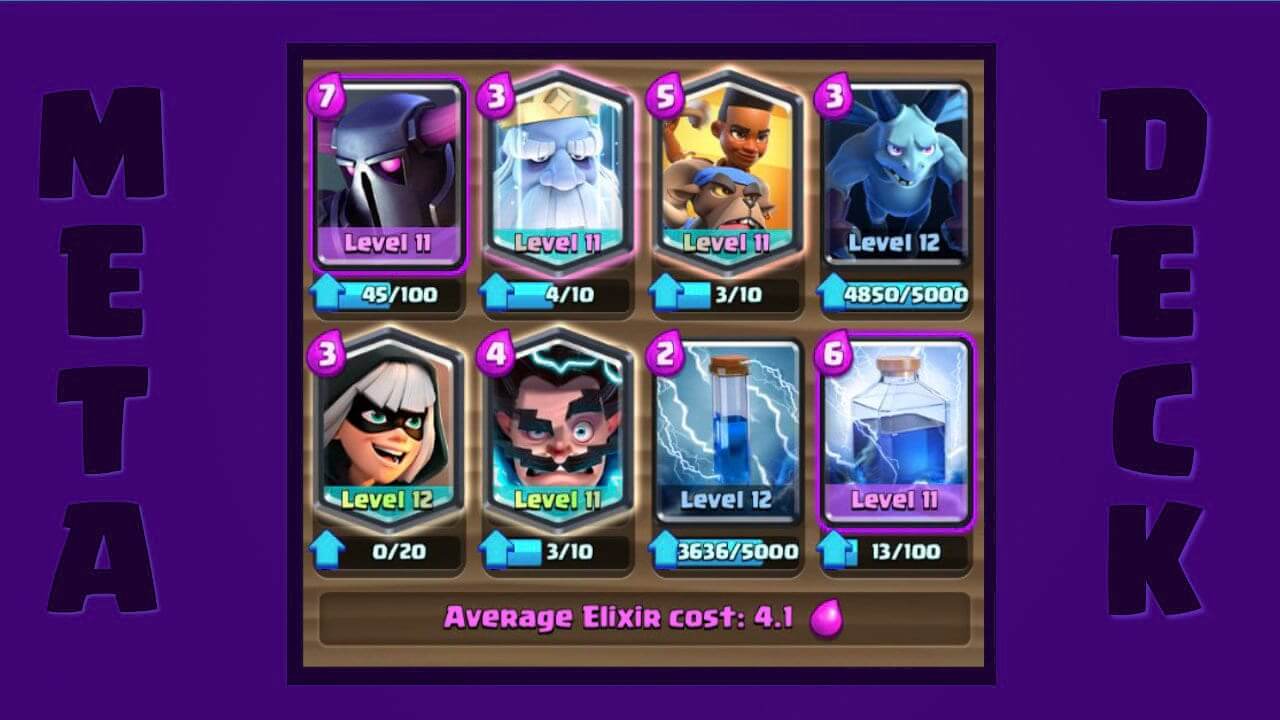 META
DECK
7
3
5
3
Level 11
Level 11
Level 11
Level 12
45/100
4/10
3/10
4850/5000
3
4
2
6
Level 12
Level 11
Level 12
Level 11
0/20
3/10
3636/5000
13/100
Average Elixir cost: 4.1